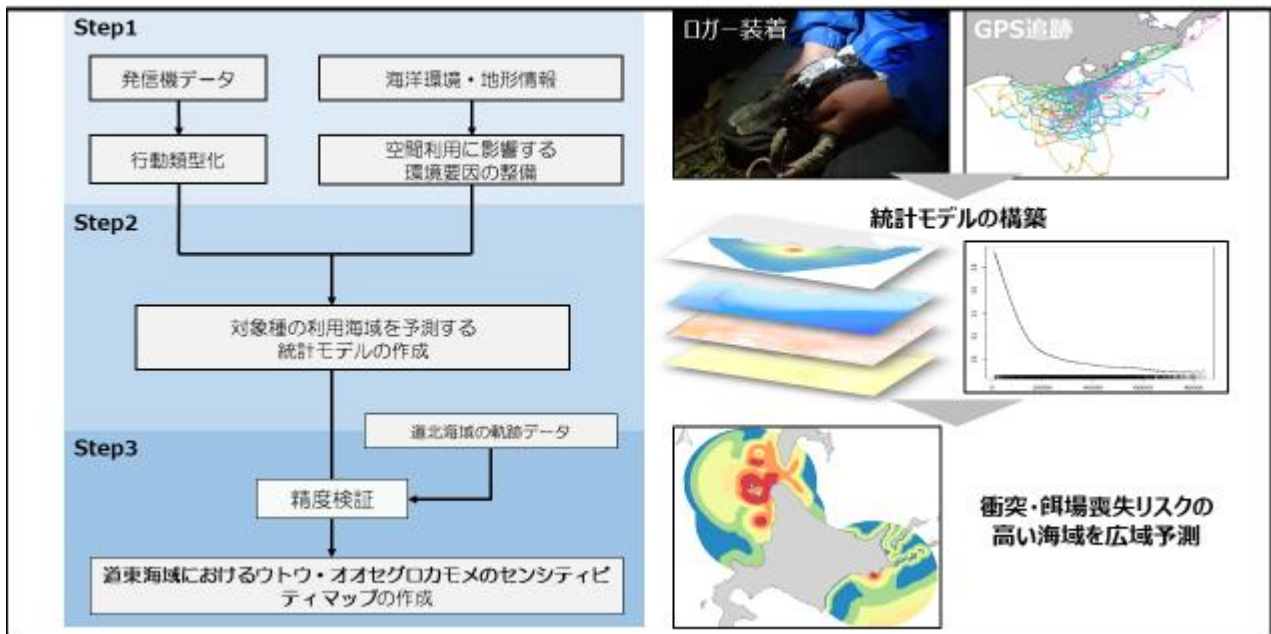 Step1
発信機データ
海洋環境・地形情報
行動類型化
空間利用に影響する
環境要因の整備
Step2
対象種の利用海域を予測する
統計モデルの作成
道北海域の軌跡データ
Step3
精度検証
道東海域におけるウトウ・オオセグロカモメのセンシティビ
ティマップの作成
ロガー装着
GPS追跡
統計モデルの構築
衝突・餌場喪失リスクの
高い海域を広域予測